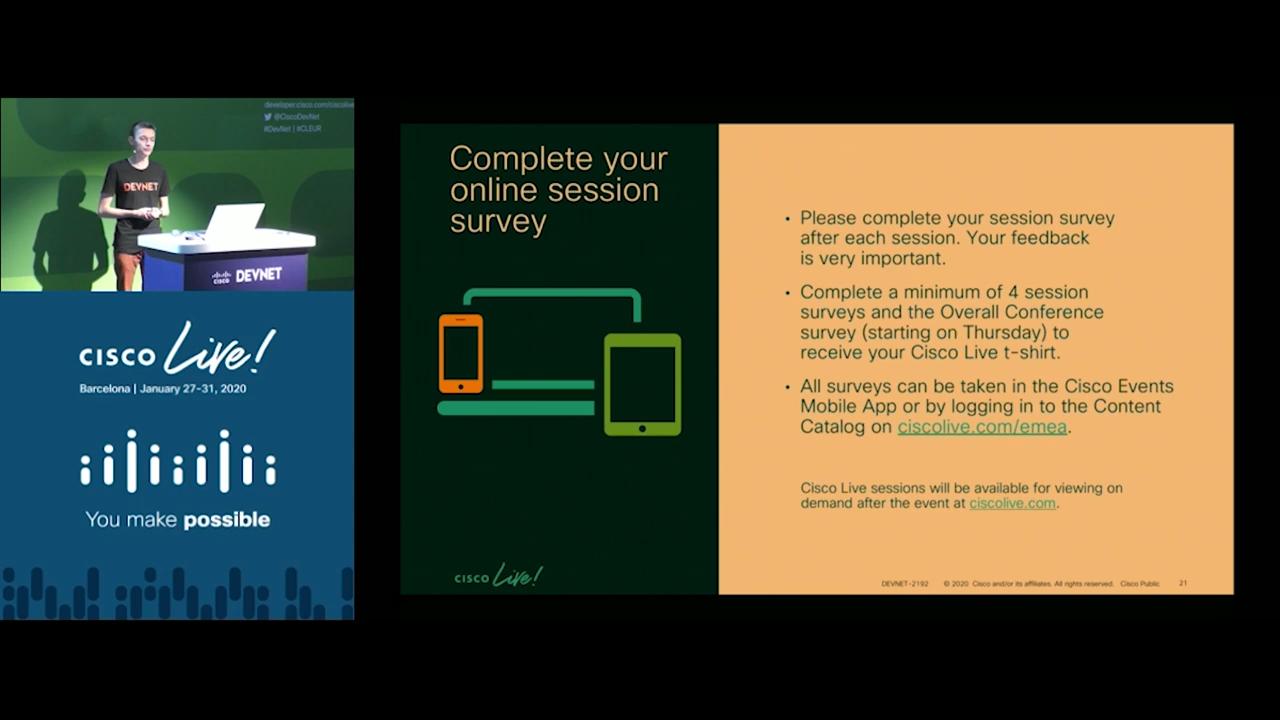 developer.cisco.com/ciscolive
@CiscoDevNet
#DevNet | #CLEUR
DEVNET
CISCO DEVNET
CISCO Live!
Barcelona | January 27-31, 2020
You make possible
Complete your
online session
survey
CISCO Live!
• Please complete your session survey
after each session. Your feedback
is very important.
• Complete a minimum of 4 session
surveys and the Overall Conference
survey (starting on Thursday) to
receive your Cisco Live t-shirt.
• All surveys can be taken in the Cisco Events
Mobile App or by logging in to the Content
Catalog on ciscolive.com/emea.
Cisco Live sessions will be available for viewing on
demand after the event at ciscolive.com.
DEVNET-2192 © 2020 Cisco and/or its affiliates. All rights reserved. Cisco Public 21